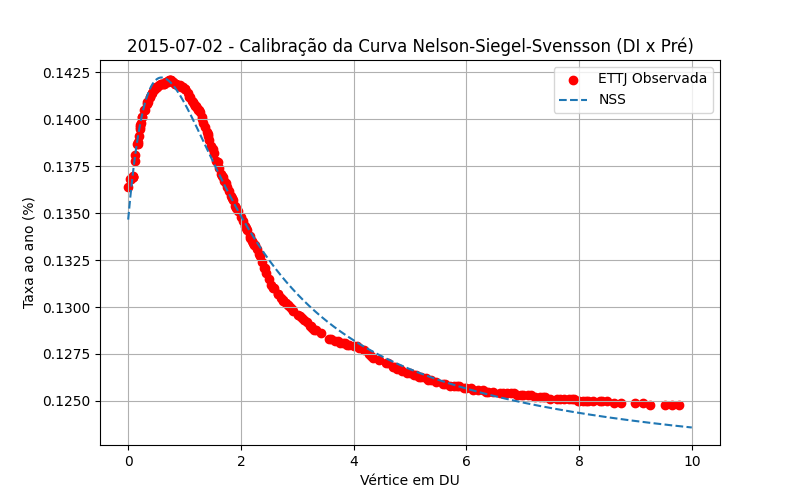 2015-07-02 - Calibração da Curva Nelson-Siegel-Svensson (DI x Pré)
ETTJ Observada
NSS
Taxa ao ano (%)
0.1425
0.1400
0.1375
0.1350
0.1325
0.1300
0.1275
0.1250
0 2 4 6 8 10
Vértice em DU